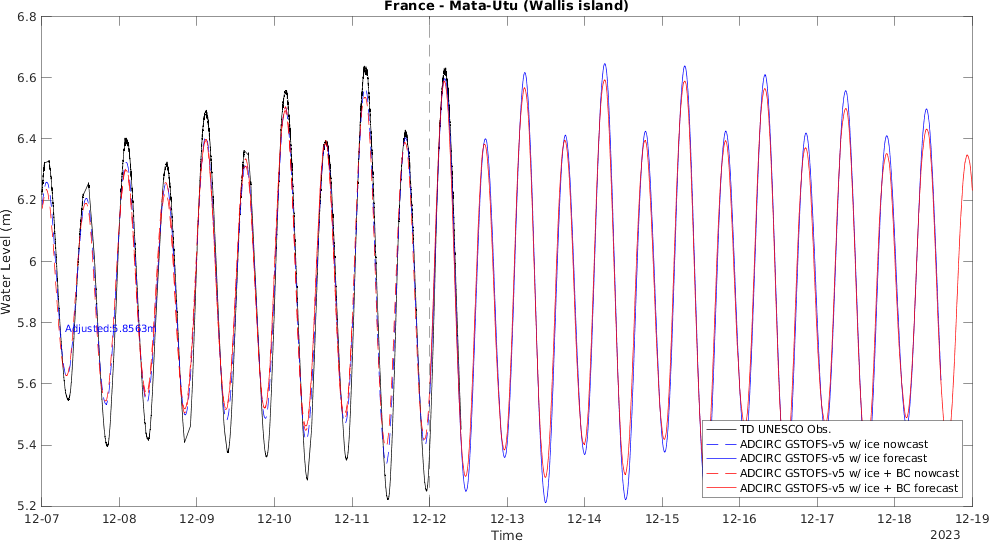 France - Mata-Utu (Wallis island)
6.8
6.6
6.4
6.2
6
5.8
5.6
5.4
5.2
Water Level (m)
Adjusted:5.8563m
TD UNESCO Obs.
ADCIRC GSTOFS-v5 w/ ice nowcast
ADCIRC GSTOFS-v5 w/ ice forecast
ADCIRC GSTOFS-v5 w/ ice + BC nowcast
ADCIRC GSTOFS-v5 w/ ice + BC forecast
12-07 12-08 12-09 12-10 12-11 12-12 12-13 12-14 12-15 12-16 12-17 12-18 12-19
Time
2023